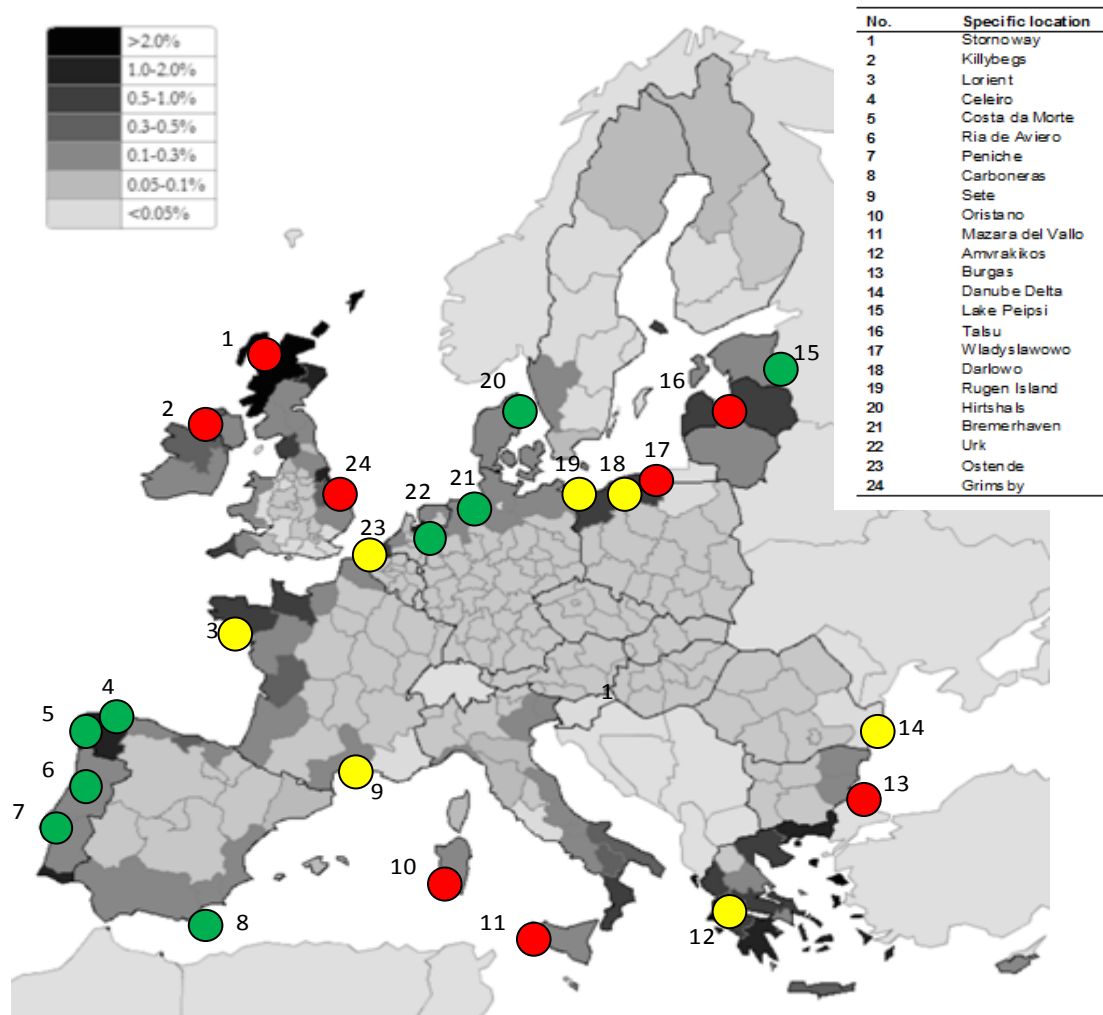 >2.0%
1.0-2.0%
0.5-1.0%
0.3-0.5%
0.1-0.3%
0.05-0.1%
<0.05%
No. Specific location
1 Stornoway
2 Killybegs
3 Lorient
4 Celeiro
5 Costa da Morte
6 Ria de Aviero
7 Peniche
8 Carboneras
9 Sete
10 Oristano
11 Mazara del Vallo
12 Amvrakikos
13 Burgas
14 Danube Delta
15 Lake Peipsi
16 Talsu
17 Wladyslawowo
18 Darlowo
19 Rugen Island
20 Hirtshals
21 Bremerhaven
22 Urk
23 Ostende
24 Grimsby
1
15
20
16
2
17
24
19
18
21
22
23
3
4
1
5
14
6
13
9
7
10
8
11
12